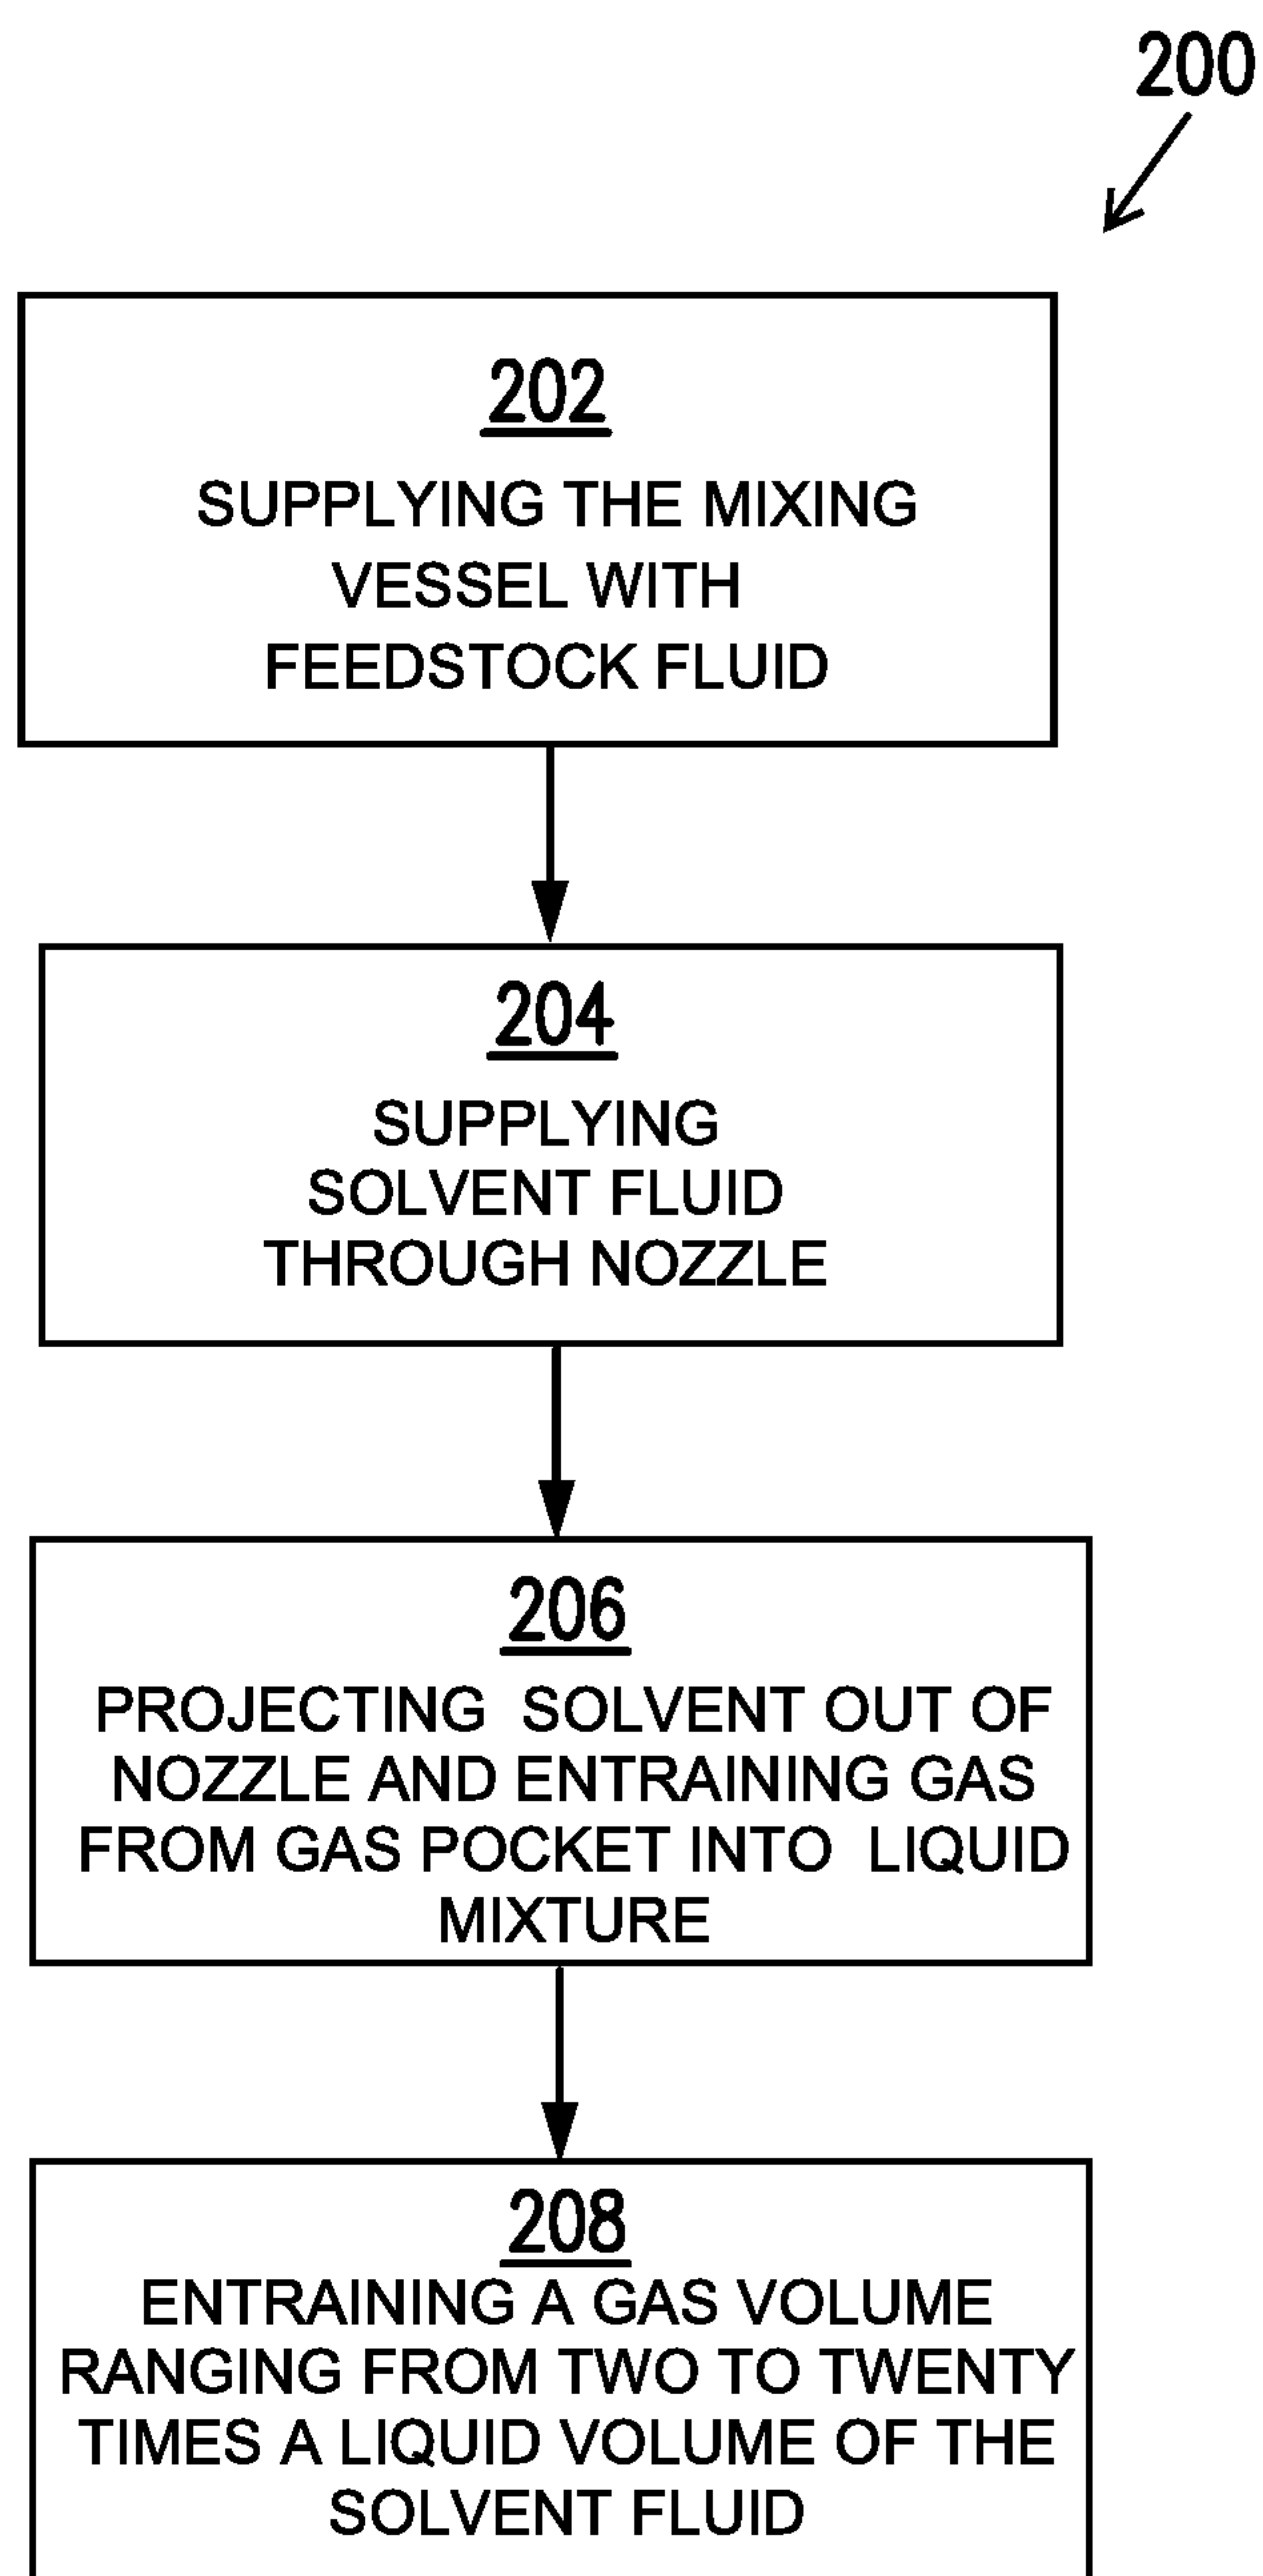 200
202
SUPPLYING THE MIXING
VESSEL WITH
FEEDSTOCK FLUID
204
SUPPLYING
SOLVENT FLUID
THROUGH NOZZLE
206
PROJECTING SOLVENT OUT OF
NOZZLE AND ENTRAINING GAS
FROM GAS POCKET INTO LIQUID
MIXTURE
208
ENTRAINING A GAS VOLUME
RANGING FROM TWO TO TWENTY
TIMES A LIQUID VOLUME OF THE
SOLVENT FLUID